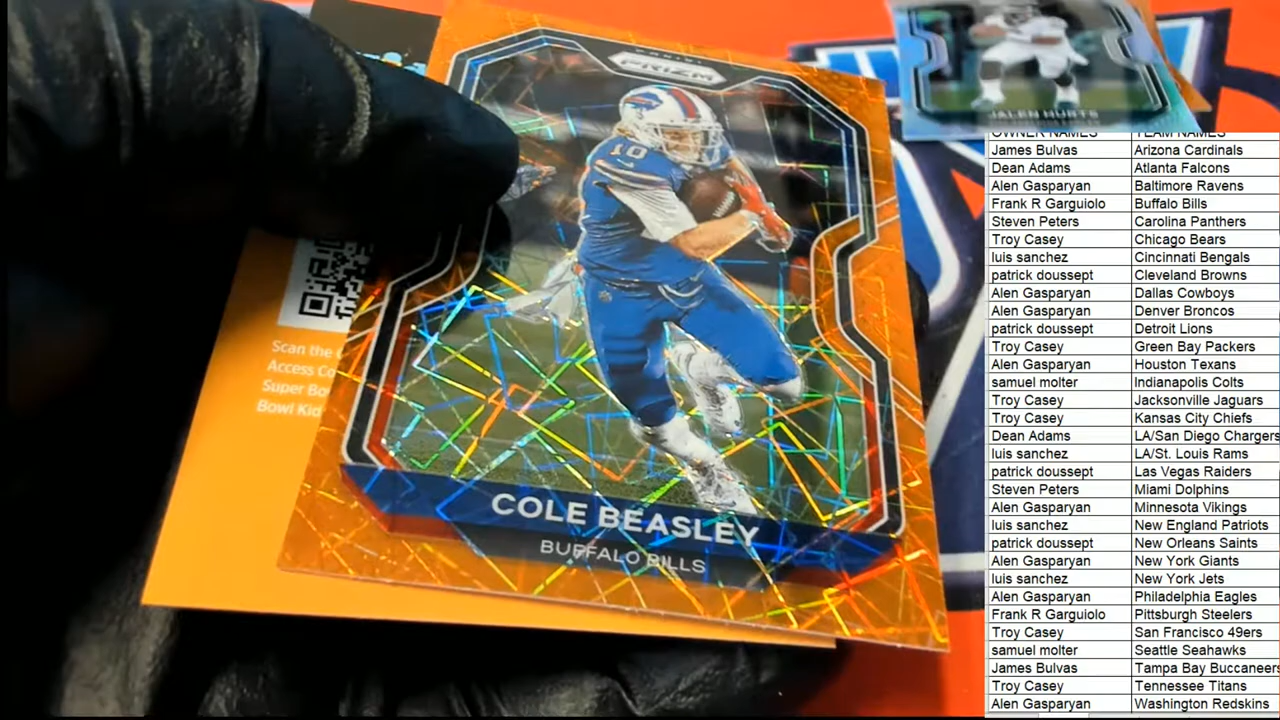 PANINI
PRIZM
10
COLE BEASLEY
BUFFALO BILLS
Scan the
Access Co
Super Bo
Bowl Kid
JALEN HURTS
OWNER NAMES TEAM NAMES
James Bulvas Arizona Cardinals
Dean Adams Atlanta Falcons
Alen Gasparyan Baltimore Ravens
Frank R Garguiolo Buffalo Bills
Steven Peters Carolina Panthers
Troy Casey Chicago Bears
luis sanchez Cincinnati Bengals
patrick doussept Cleveland Browns
Alen Gasparyan Dallas Cowboys
Alen Gasparyan Denver Broncos
patrick doussept Detroit Lions
Troy Casey Green Bay Packers
Alen Gasparyan Houston Texans
samuel molter Indianapolis Colts
Troy Casey Jacksonville Jaguars
Troy Casey Kansas City Chiefs
Dean Adams LA/San Diego Chargers
luis sanchez LA/St. Louis Rams
patrick doussept Las Vegas Raiders
Steven Peters Miami Dolphins
Alen Gasparyan Minnesota Vikings
luis sanchez New England Patriots
patrick doussept New Orleans Saints
Alen Gasparyan New York Giants
luis sanchez New York Jets
Alen Gasparyan Philadelphia Eagles
Frank R Garguiolo Pittsburgh Steelers
Troy Casey San Francisco 49ers
samuel molter Seattle Seahawks
James Bulvas Tampa Bay Buccaneers
Troy Casey Tennessee Titans
Alen Gasparyan Washington Redskins